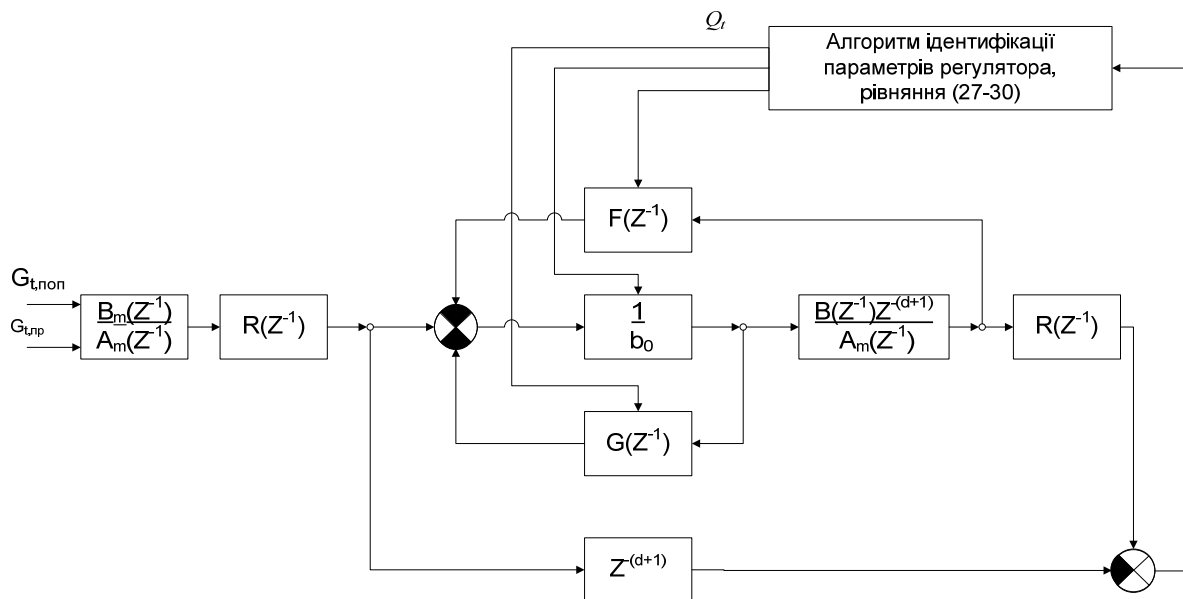 Q_t
Алгоритм ідентифікації
параметрів регулятора,
рівняння (27-30)
F(Z⁻¹)
G_t,поп
G_t,пр
B_m(Z⁻¹)
A_m(Z⁻¹)
R(Z⁻¹)
1
b₀
B(Z⁻¹)Z⁻⁽ᵈ⁺¹⁾
A_m(Z⁻¹)
R(Z⁻¹)
G(Z⁻¹)
Z⁻⁽ᵈ⁺¹⁾